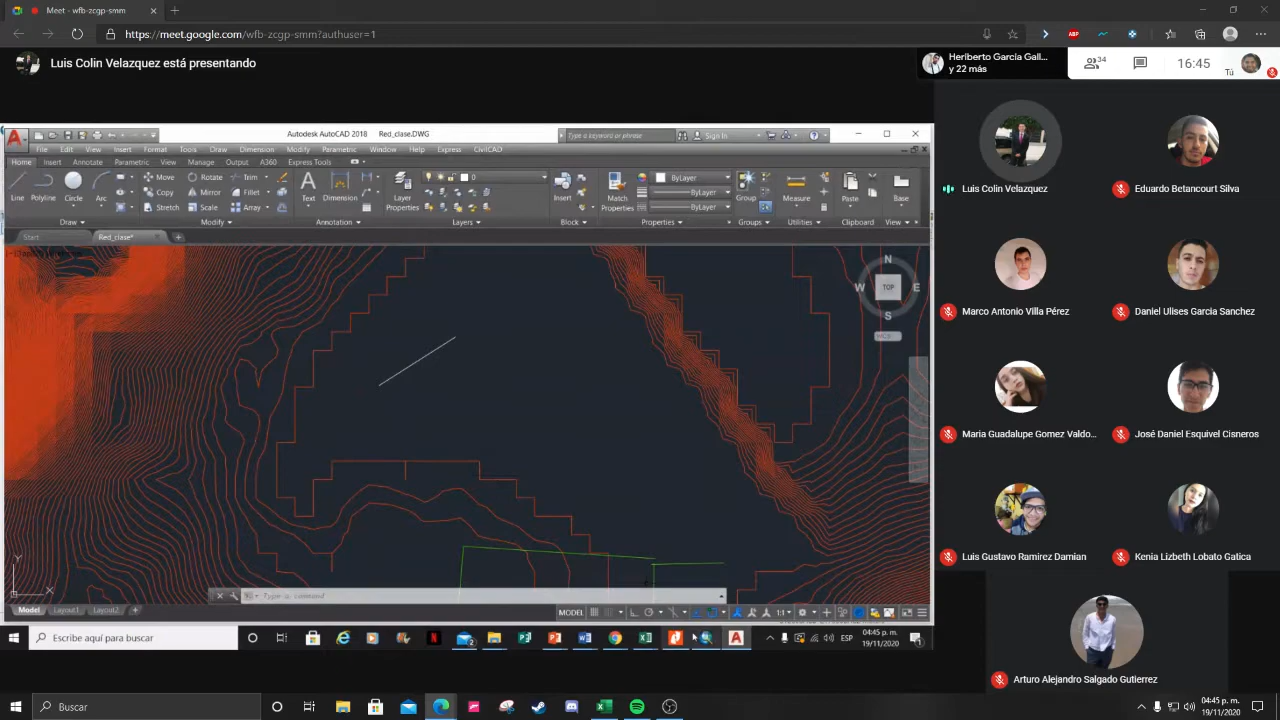 Meet - wfb-zcgp-smm
https://meet.google.com/wfb-zcgp-smm?authuser=1
ABP
Luis Colin Velazquez está presentando
Heriberto García Gall...
y 22 más
34
16:45
Tú
Autodesk AutoCAD 2018 Red_clase.DWG
Type a keyword or phrase
Sign In
File Edit View Insert Format Tools Draw Dimension Modify Parametric Window Help Express CivilCAD
Home Insert Annotate Parametric View Manage Output A360 Express Tools
Line Polyline Circle Arc
Move Rotate Trim
Copy Mirror Fillet
Stretch Scale Array
Text Dimension
Layer Properties
0
Insert
Match Properties
ByLayer
ByLayer
ByLayer
Group
Measure
Paste
Base
Draw Modify Annotation Layers Block Properties Groups Utilities Clipboard View
Start Red_clase*
N
W TOP E
S
Y
X
Type a command
Model Layout1 Layout2
MODEL
1:1
Escribe aquí para buscar
2
ESP
04:45 p. m.
19/11/2020
1
Luis Colin Velazquez
Eduardo Betancourt Silva
Marco Antonio Villa Pérez
Daniel Ulises Garcia Sanchez
Maria Guadalupe Gomez Valdo...
José Daniel Esquivel Cisneros
Luis Gustavo Ramirez Damian
Kenia Lizbeth Lobato Gatica
Arturo Alejandro Salgado Gutierrez
Buscar
04:45 p. m.
19/11/2020